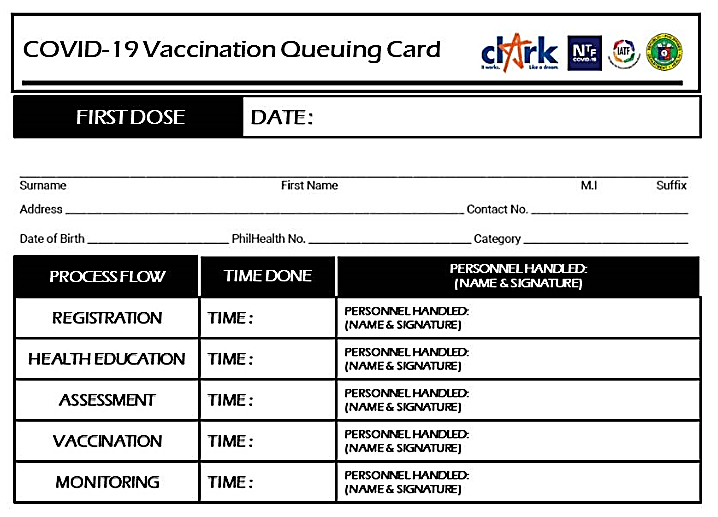 COVID-19 Vaccination Queuing Card
clark
It works. Like a dream.
NTF
COVID-19
IATF
FIRST DOSE DATE:
Surname First Name M.I Suffix
Address Contact No.
Date of Birth PhilHealth No. Category
PROCESS FLOW TIME DONE PERSONNEL HANDLED:
(NAME & SIGNATURE)
REGISTRATION TIME: PERSONNEL HANDLED:
(NAME & SIGNATURE)
HEALTH EDUCATION TIME: PERSONNEL HANDLED:
(NAME & SIGNATURE)
ASSESSMENT TIME: PERSONNEL HANDLED:
(NAME & SIGNATURE)
VACCINATION TIME: PERSONNEL HANDLED:
(NAME & SIGNATURE)
MONITORING TIME: PERSONNEL HANDLED:
(NAME & SIGNATURE)